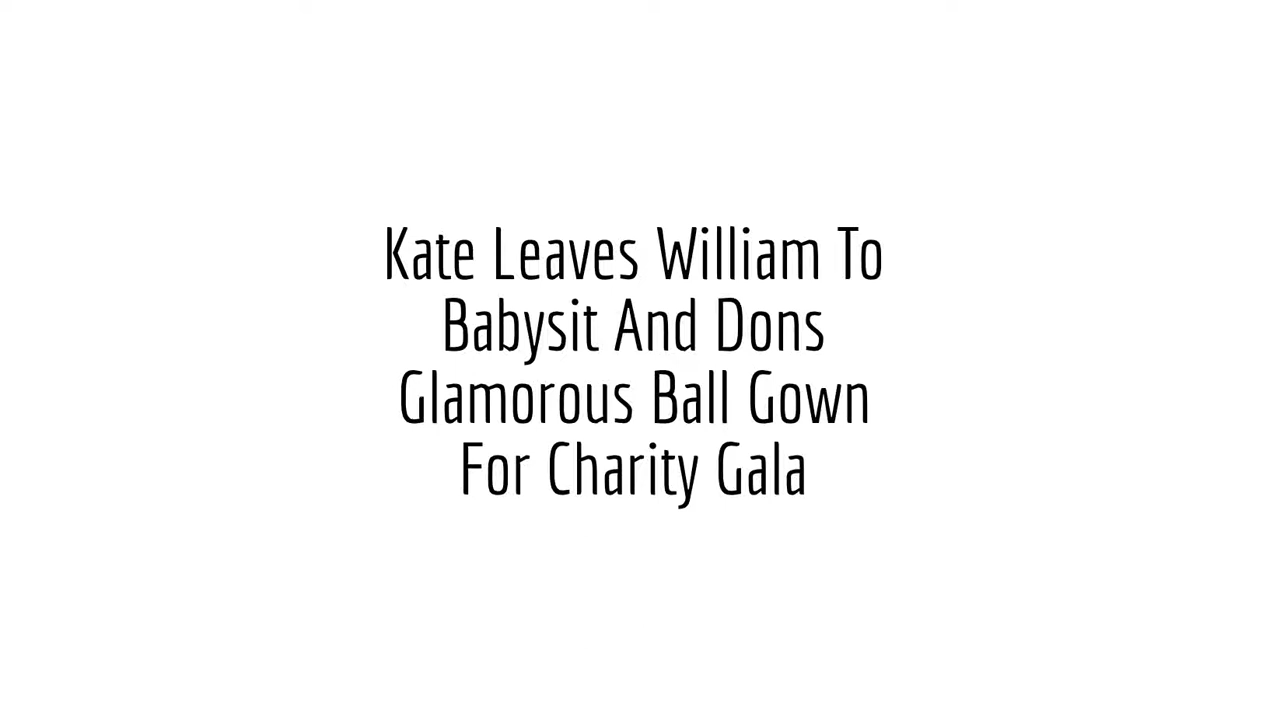 Kate Leaves William To
Babysit And Dons
Glamorous Ball Gown
For Charity Gala